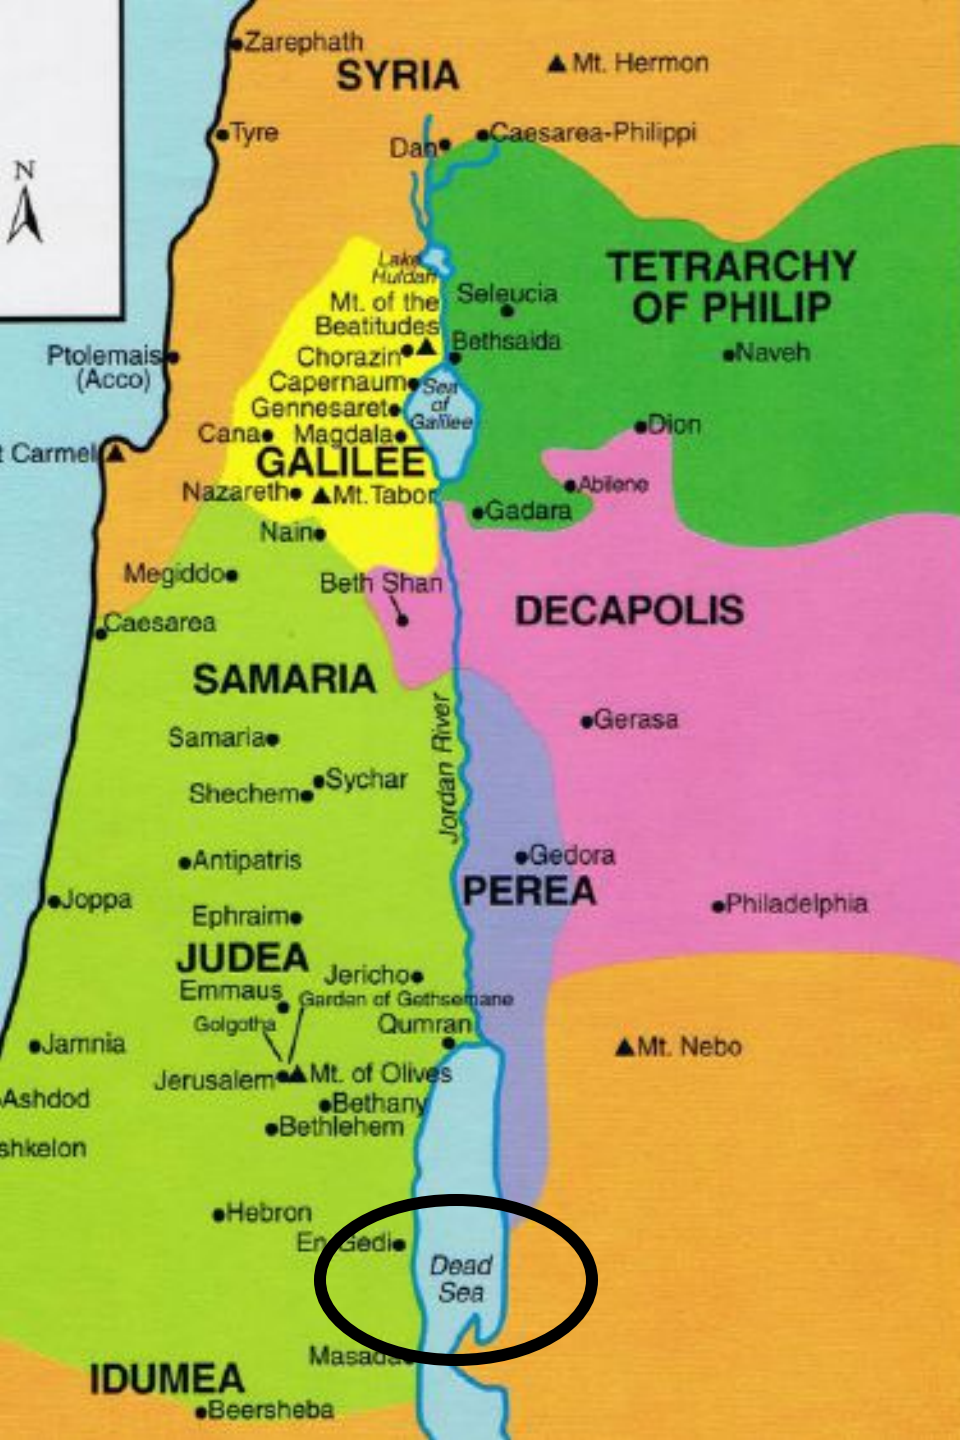 Zarephath
SYRIA
Mt. Hermon
Tyre
Caesarea-Philippi
Dan
N
Lake
Huldah
TETRARCHY
OF PHILIP
Mt. of the
Beatitudes
Seleucia
Bethsaida
Naveh
Ptolemais
(Acco)
Chorazin
Capernaum
Sea
of
Galilee
Gennesaret
Cana
Magdala
Dion
t Carmel
GALILEE
Abilene
Nazareth
Mt.Tabor
Gadara
Nain
Megiddo
Beth Shan
DECAPOLIS
Caesarea
SAMARIA
Jordan River
Gerasa
Samaria
Sychar
Shechem
Antipatris
Gedora
PEREA
Joppa
Philadelphia
Ephraim
JUDEA
Jericho
Emmaus
Garden of Gethsemane
Golgotha
Qumran
Jamnia
Mt. Nebo
Jerusalem
Mt. of Olives
Ashdod
Bethany
Bethlehem
shkelon
Hebron
En Gedi
Dead
Sea
Masada
IDUMEA
Beersheba